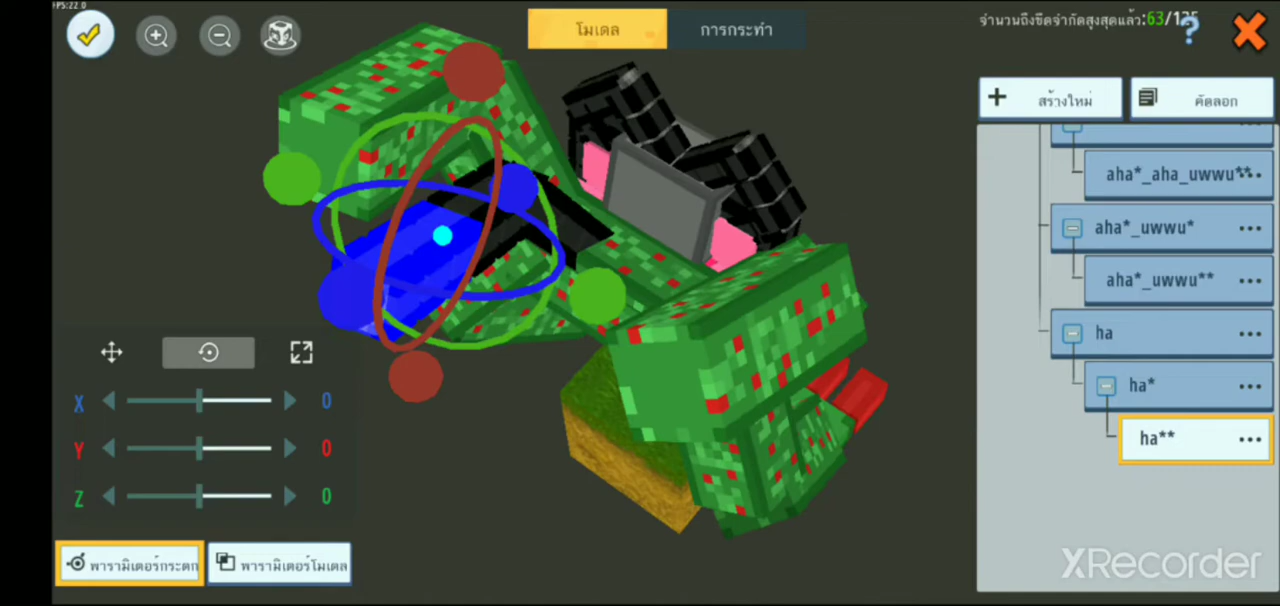 FPS:22.0
โมเดล
การกระทำ
จำนวนถึงขีดจำกัดสูงสุดแล้ว:63/125
?
+ สร้างใหม่
คัดลอก
aha*_aha_uwwu**
aha*_uwwu*
aha*_uwwu**
ha
ha*
ha**
X 0
Y 0
Z 0
พารามิเตอร์กระดูก
พารามิเตอร์โมเดล
XRecorder